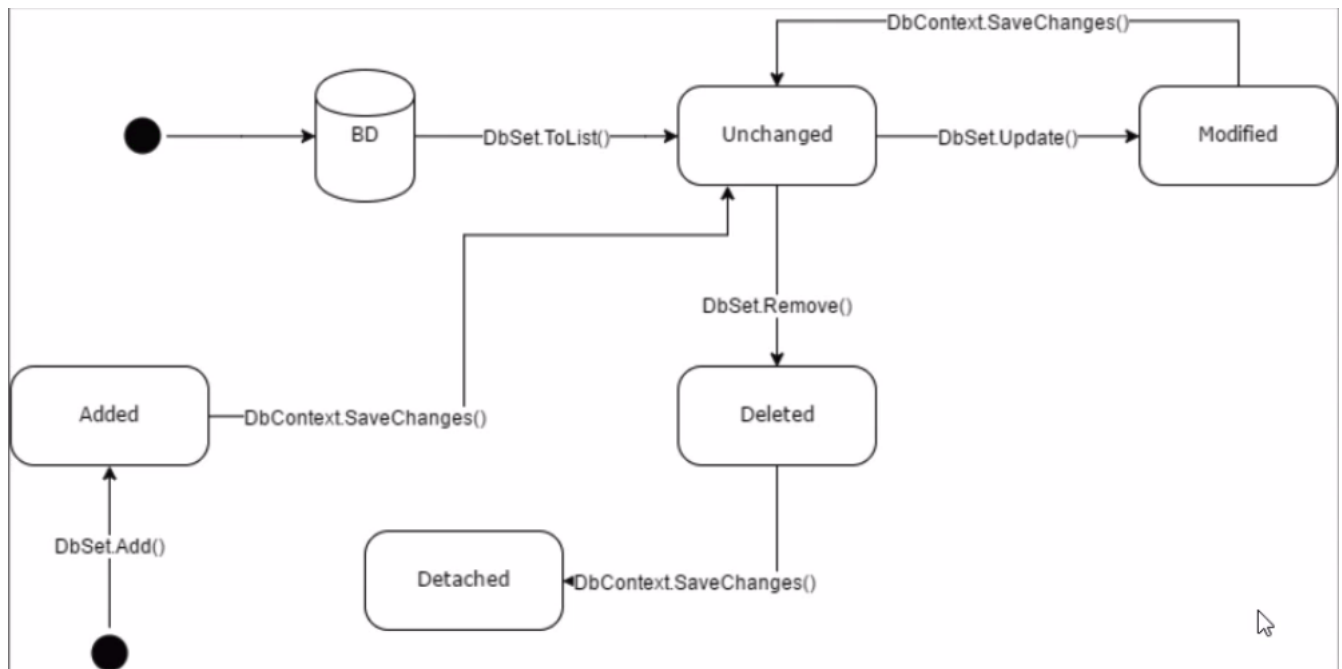 DbContext.SaveChanges()
BD
DbSet.ToList()
Unchanged
DbSet.Update()
Modified
DbSet.Remove()
Added
DbContext.SaveChanges()
Deleted
DbSet.Add()
Detached
DbContext.SaveChanges()